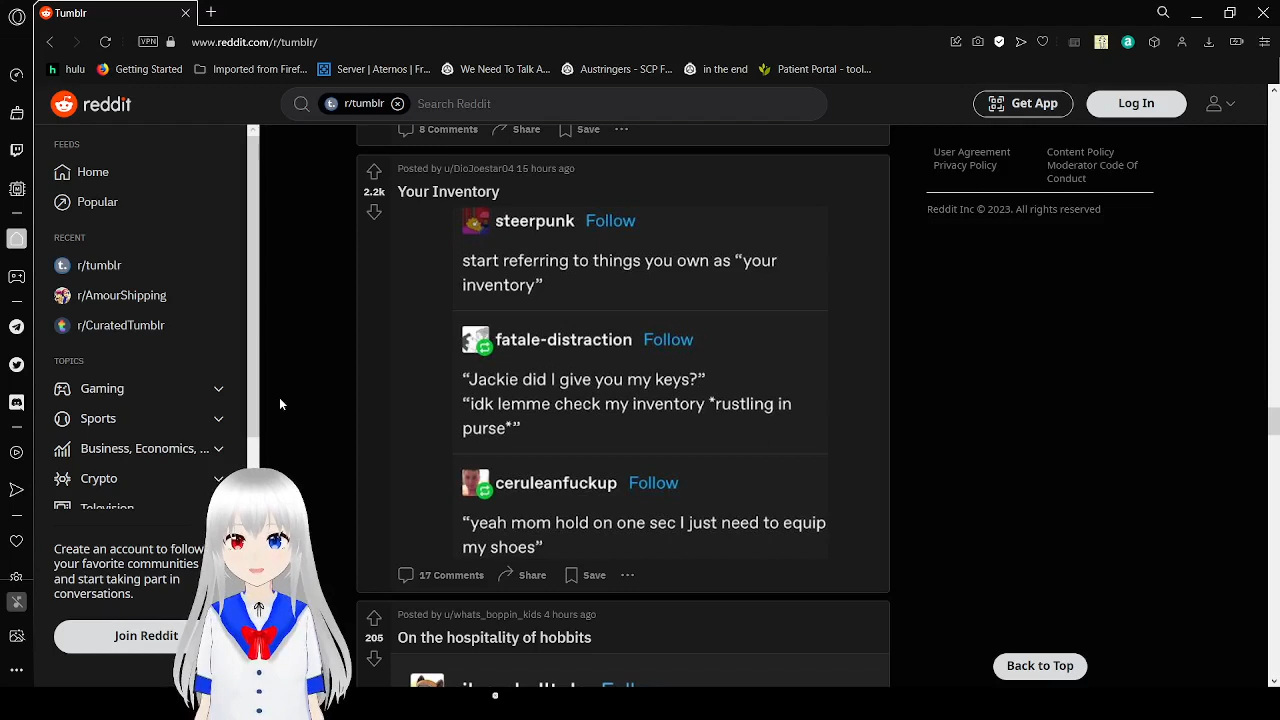 Tumblr
VPN
www.reddit.com/r/tumblr/
h hulu
Getting Started
Imported from Firef...
Server | Aternos | Fr...
We Need To Talk A...
Austringers - SCP F...
in the end
Patient Portal - tool...
reddit
r/tumblr
Search Reddit
Get App
Log In
FEEDS
Home
Popular
RECENT
r/tumblr
r/AmourShipping
r/CuratedTumblr
TOPICS
Gaming
Sports
Business, Economics, ...
Crypto
Television
Create an account to follow
your favorite communities
and start taking part in
conversations.
Join Reddit
8 Comments
Share
Save
Posted by u/DioJoestar04 15 hours ago
2.2k
Your Inventory
steerpunk Follow
start referring to things you own as “your
inventory”
fatale-distraction Follow
“Jackie did I give you my keys?”
“idk lemme check my inventory *rustling in
purse*”
ceruleanfuckup Follow
“yeah mom hold on one sec I just need to equip
my shoes”
17 Comments
Share
Save
Posted by u/whats_boppin_kids 4 hours ago
205
On the hospitality of hobbits
User Agreement
Privacy Policy
Content Policy
Moderator Code Of
Conduct
Reddit Inc © 2023. All rights reserved
Back to Top